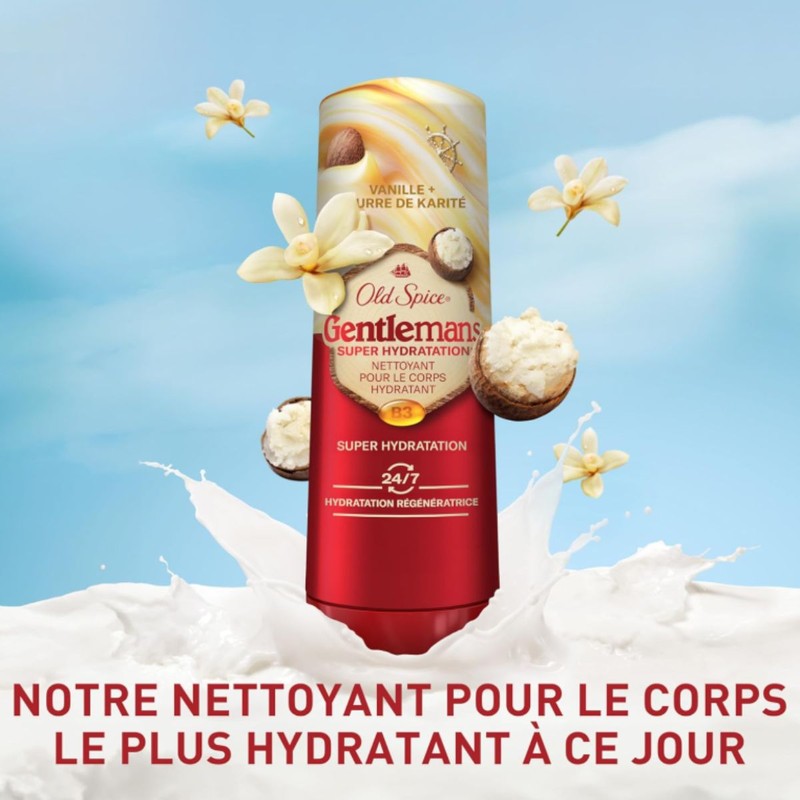 VANILLE +
URRE DE KARITÉ
Old Spice®
Gentlemans
SUPER HYDRATATION
NETTOYANT
POUR LE CORPS
HYDRATANT
B3
SUPER HYDRATATION
24/7
HYDRATATION RÉGÉNÉRATRICE
NOTRE NETTOYANT POUR LE CORPS
LE PLUS HYDRATANT À CE JOUR